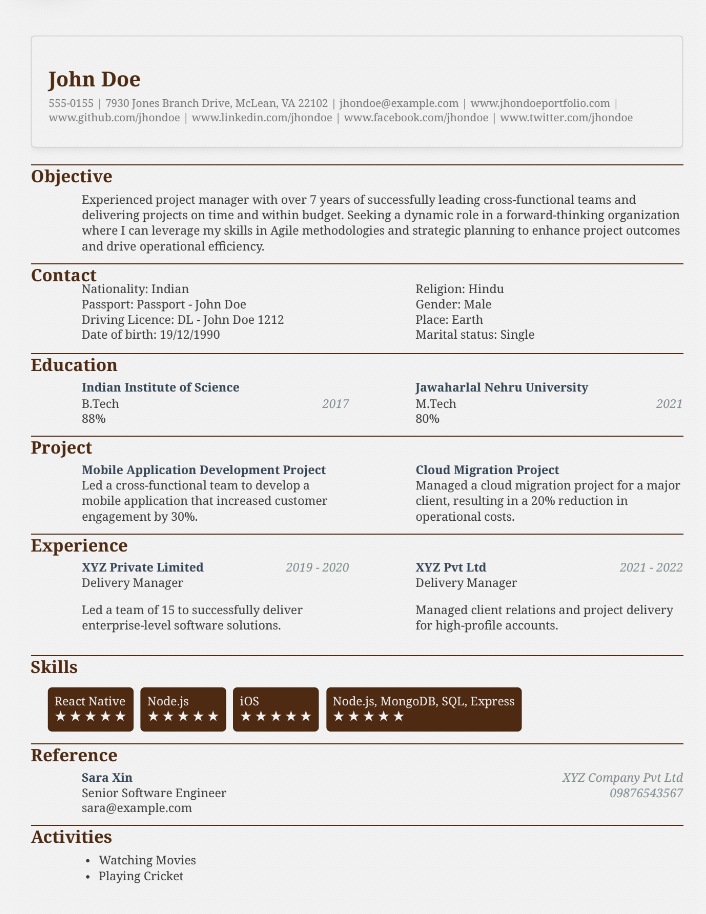 John Doe
555-0155 | 7930 Jones Branch Drive, McLean, VA 22102 | jhondoe@example.com | www.jhondoeportfolio.com |
www.github.com/jhondoe | www.linkedin.com/jhondoe | www.facebook.com/jhondoe | www.twitter.com/jhondoe
Objective
Experienced project manager with over 7 years of successfully leading cross-functional teams and
delivering projects on time and within budget. Seeking a dynamic role in a forward-thinking organization
where I can leverage my skills in Agile methodologies and strategic planning to enhance project outcomes
and drive operational efficiency.
Contact
Nationality: Indian
Passport: Passport - John Doe
Driving Licence: DL - John Doe 1212
Date of birth: 19/12/1990
Religion: Hindu
Gender: Male
Place: Earth
Marital status: Single
Education
Indian Institute of Science
B.Tech 2017
88%
Jawaharlal Nehru University
M.Tech 2021
80%
Project
Mobile Application Development Project
Led a cross-functional team to develop a
mobile application that increased customer
engagement by 30%.
Cloud Migration Project
Managed a cloud migration project for a major
client, resulting in a 20% reduction in
operational costs.
Experience
XYZ Private Limited 2019 - 2020
Delivery Manager
Led a team of 15 to successfully deliver
enterprise-level software solutions.
XYZ Pvt Ltd 2021 - 2022
Delivery Manager
Managed client relations and project delivery
for high-profile accounts.
Skills
React Native
★★★★★
Node.js
★★★★★
iOS
★★★★★
Node.js, MongoDB, SQL, Express
★★★★★
Reference
Sara Xin XYZ Company Pvt Ltd
Senior Software Engineer 09876543567
sara@example.com
Activities
• Watching Movies
• Playing Cricket